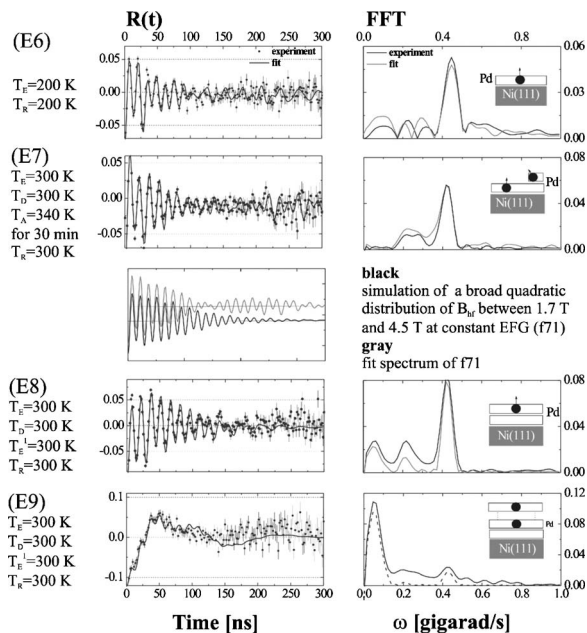 R(t)
FFT
0 50 100 150 200 250 300
0.0 0.4 0.8
(E6)
T_E=200 K
T_R=200 K
0.05
0.00
-0.05
experiment
fit
experiment
fit
Pd
Ni(111)
0.06
0.03
0.00
(E7)
T_E=300 K
T_D=300 K
T_A=340 K
for 30 min
T_R=300 K
0.05
0.00
-0.05
Pd
Ni(111)
0.08
0.04
0.00
black
simulation of a broad quadratic
distribution of B_hf between 1.7 T
and 4.5 T at constant EFG (f71)
gray
fit spectrum of f71
(E8)
T_E=300 K
T_D=300 K
T_E^1=300 K
T_R=300 K
0.05
0.00
-0.05
Pd
Ni(111)
0.08
0.04
0.00
(E9)
T_E=300 K
T_D=300 K
T_E^1=300 K
T_R=300 K
0.1
0.0
-0.1
Pd
Ni(111)
0.12
0.08
0.04
0.00
0 50 100 150 200 250 300
0.0 0.2 0.4 0.6 0.8 1.0
Time [ns]
ω [gigarad/s]